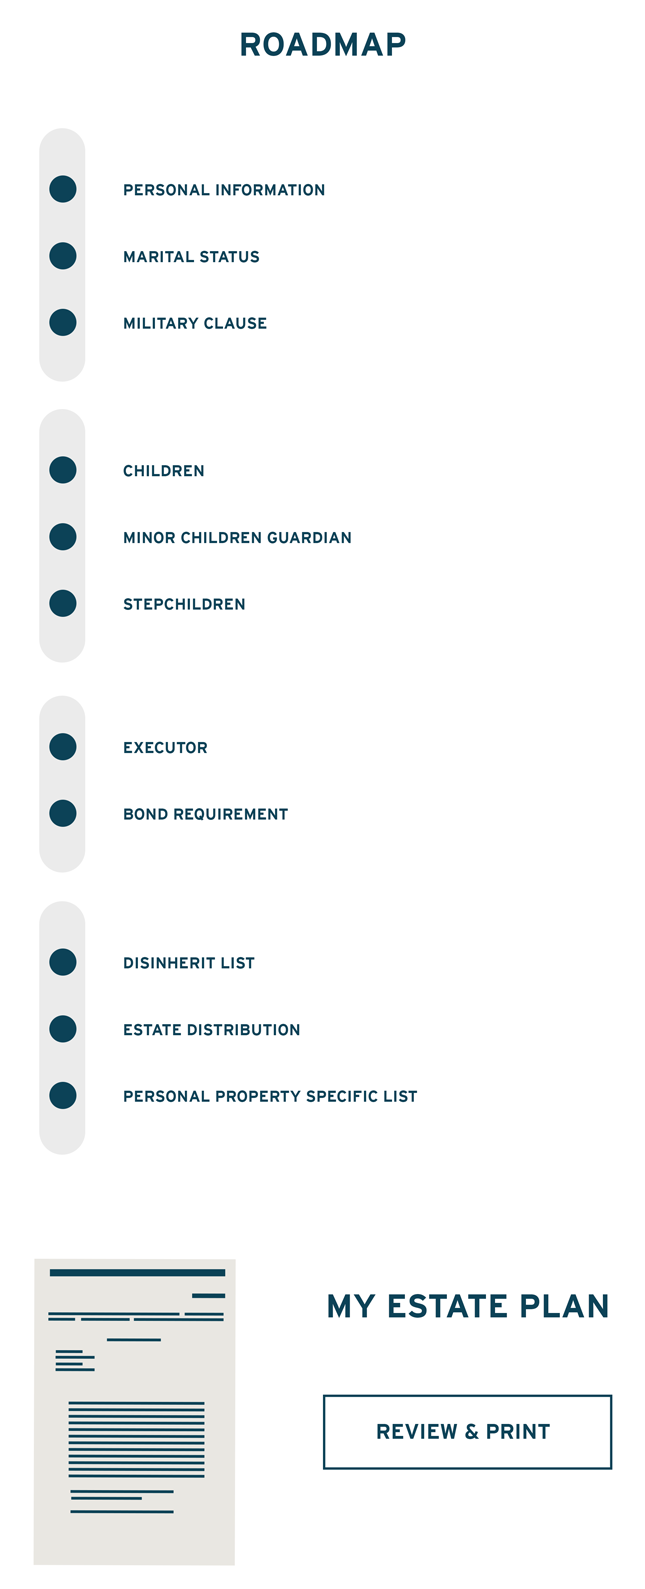 ROADMAP
PERSONAL INFORMATION
MARITAL STATUS
MILITARY CLAUSE
CHILDREN
MINOR CHILDREN GUARDIAN
STEPCHILDREN
EXECUTOR
BOND REQUIREMENT
DISINHERIT LIST
ESTATE DISTRIBUTION
PERSONAL PROPERTY SPECIFIC LIST
MY ESTATE PLAN
REVIEW & PRINT